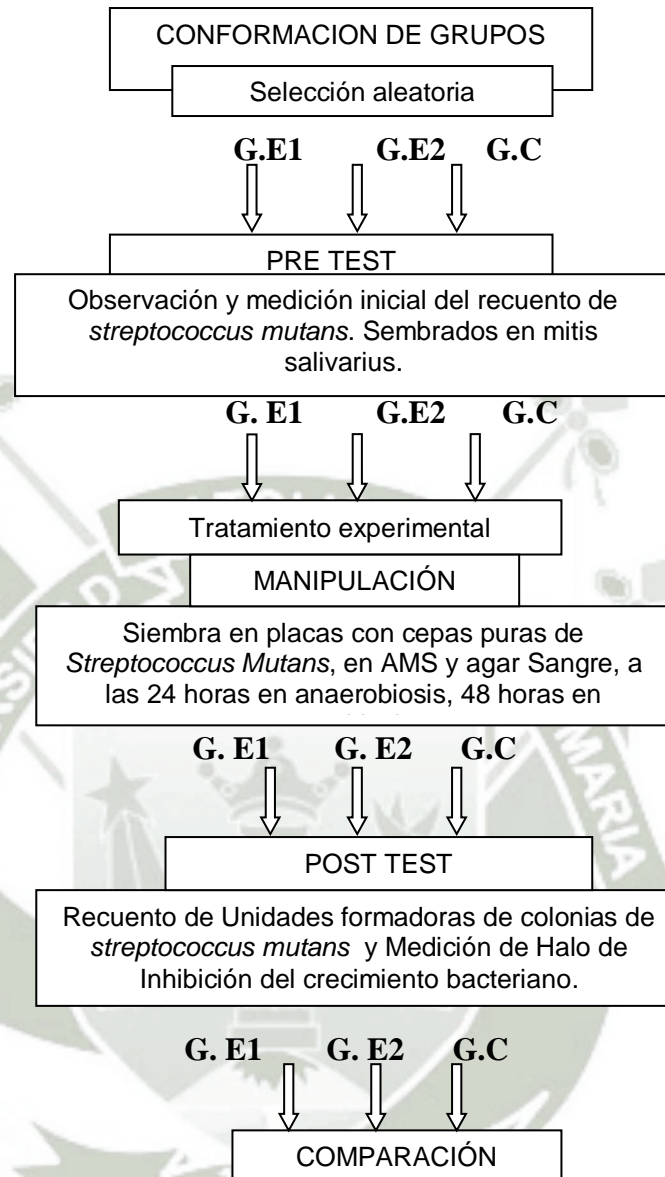 CONFORMACION DE GRUPOS
Selección aleatoria
G.E1 G.E2 G.C
PRE TEST
Observación y medición inicial del recuento de
streptococcus mutans. Sembrados en mitis
salivarius.
G. E1 G.E2 G.C
Tratamiento experimental
MANIPULACIÓN
Siembra en placas con cepas puras de
Streptococcus Mutans, en AMS y agar Sangre, a
las 24 horas en anaerobiosis, 48 horas en
G. E1 G. E2 G.C
POST TEST
Recuento de Unidades formadoras de colonias de
streptococcus mutans y Medición de Halo de
Inhibición del crecimiento bacteriano.
G. E1 G. E2 G.C
COMPARACIÓN
MARIA